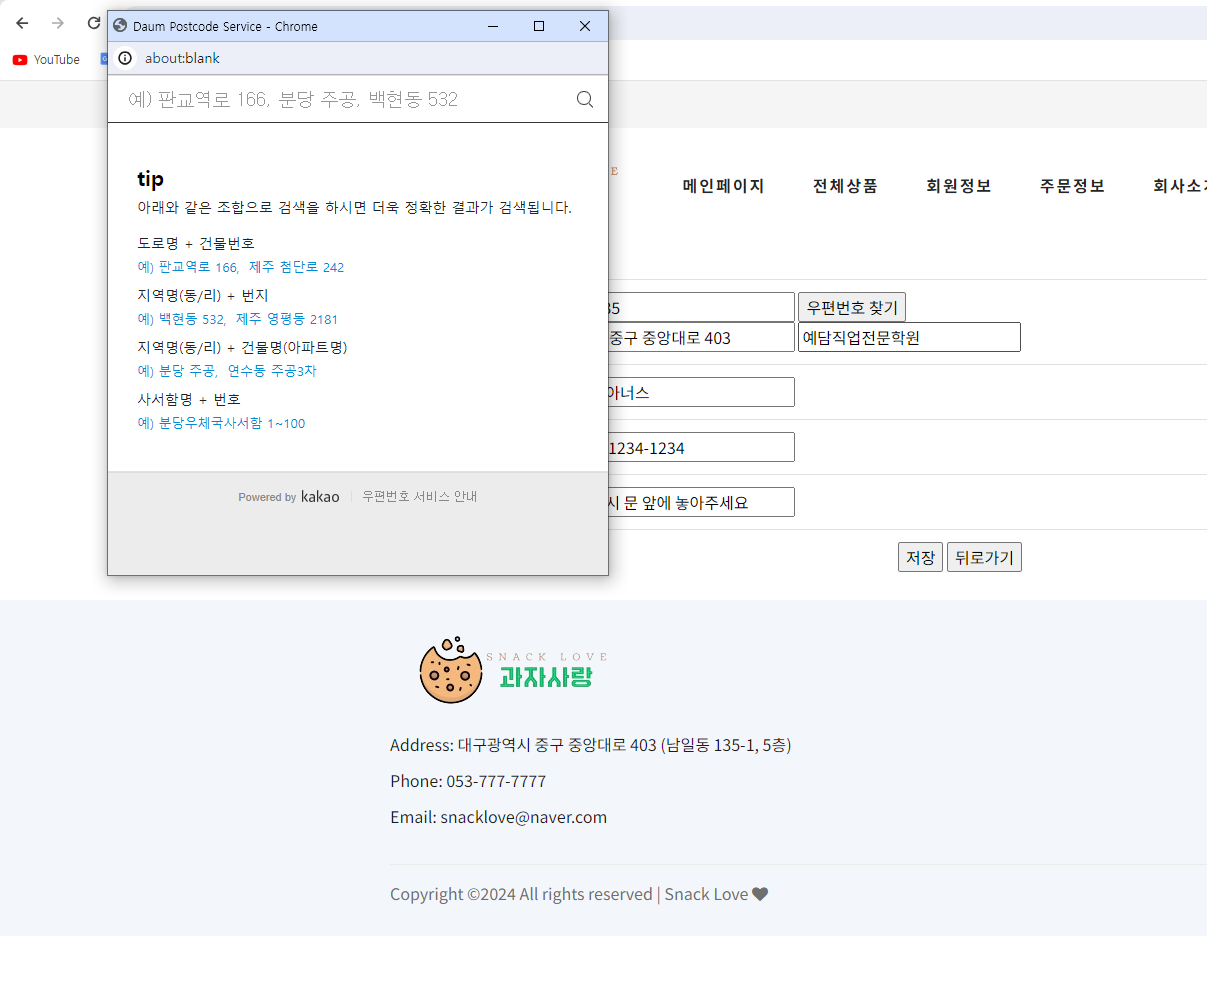 Daum Postcode Service - Chrome
YouTube
about:blank
예) 판교역로 166, 분당 주공, 백현동 532
tip
아래와 같은 조합으로 검색을 하시면 더욱 정확한 결과가 검색됩니다.
도로명 + 건물번호
예) 판교역로 166, 제주 첨단로 242
지역명(동/리) + 번지
예) 백현동 532, 제주 영평동 2181
지역명(동/리) + 건물명(아파트명)
예) 분당 주공, 연수동 주공3차
사서함명 + 번호
예) 분당우체국사서함 1~100
Powered by kakao 우편번호 서비스 안내
E
메인페이지 전체상품 회원정보 주문정보 회사소개
35 우편번호 찾기
중구 중앙대로 403 예담직업전문학원
아너스
1234-1234
시 문 앞에 놓아주세요
저장 뒤로가기
SNACK LOVE
과자사랑
Address: 대구광역시 중구 중앙대로 403 (남일동 135-1, 5층)
Phone: 053-777-7777
Email: snacklove@naver.com
Copyright ©2024 All rights reserved | Snack Love